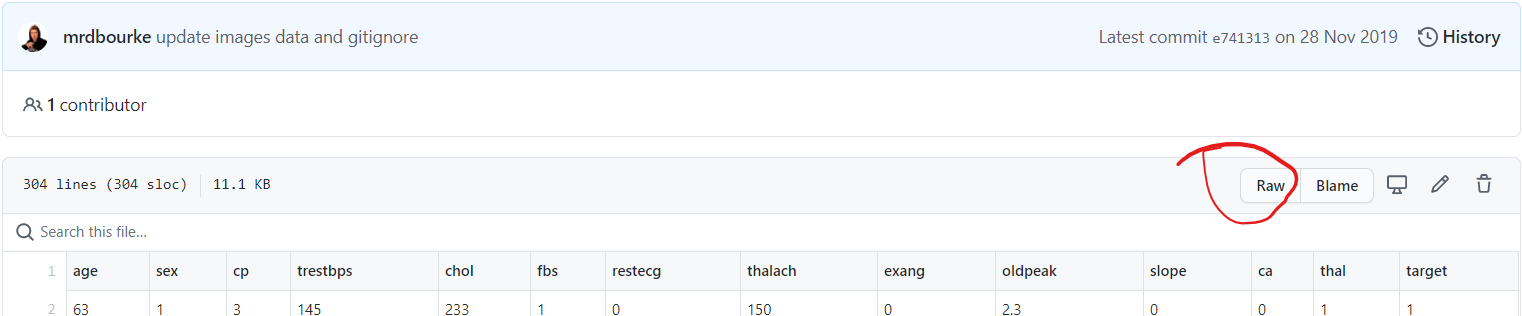 mrdbourke update images data and gitignore Latest commit e741313 on 28 Nov 2019 History
1 contributor
304 lines (304 sloc) 11.1 KB Raw Blame
Search this file...
1 age sex cp trestbps chol fbs restecg thalach exang oldpeak slope ca thal target
2 63 1 3 145 233 1 0 150 0 2.3 0 0 1 1